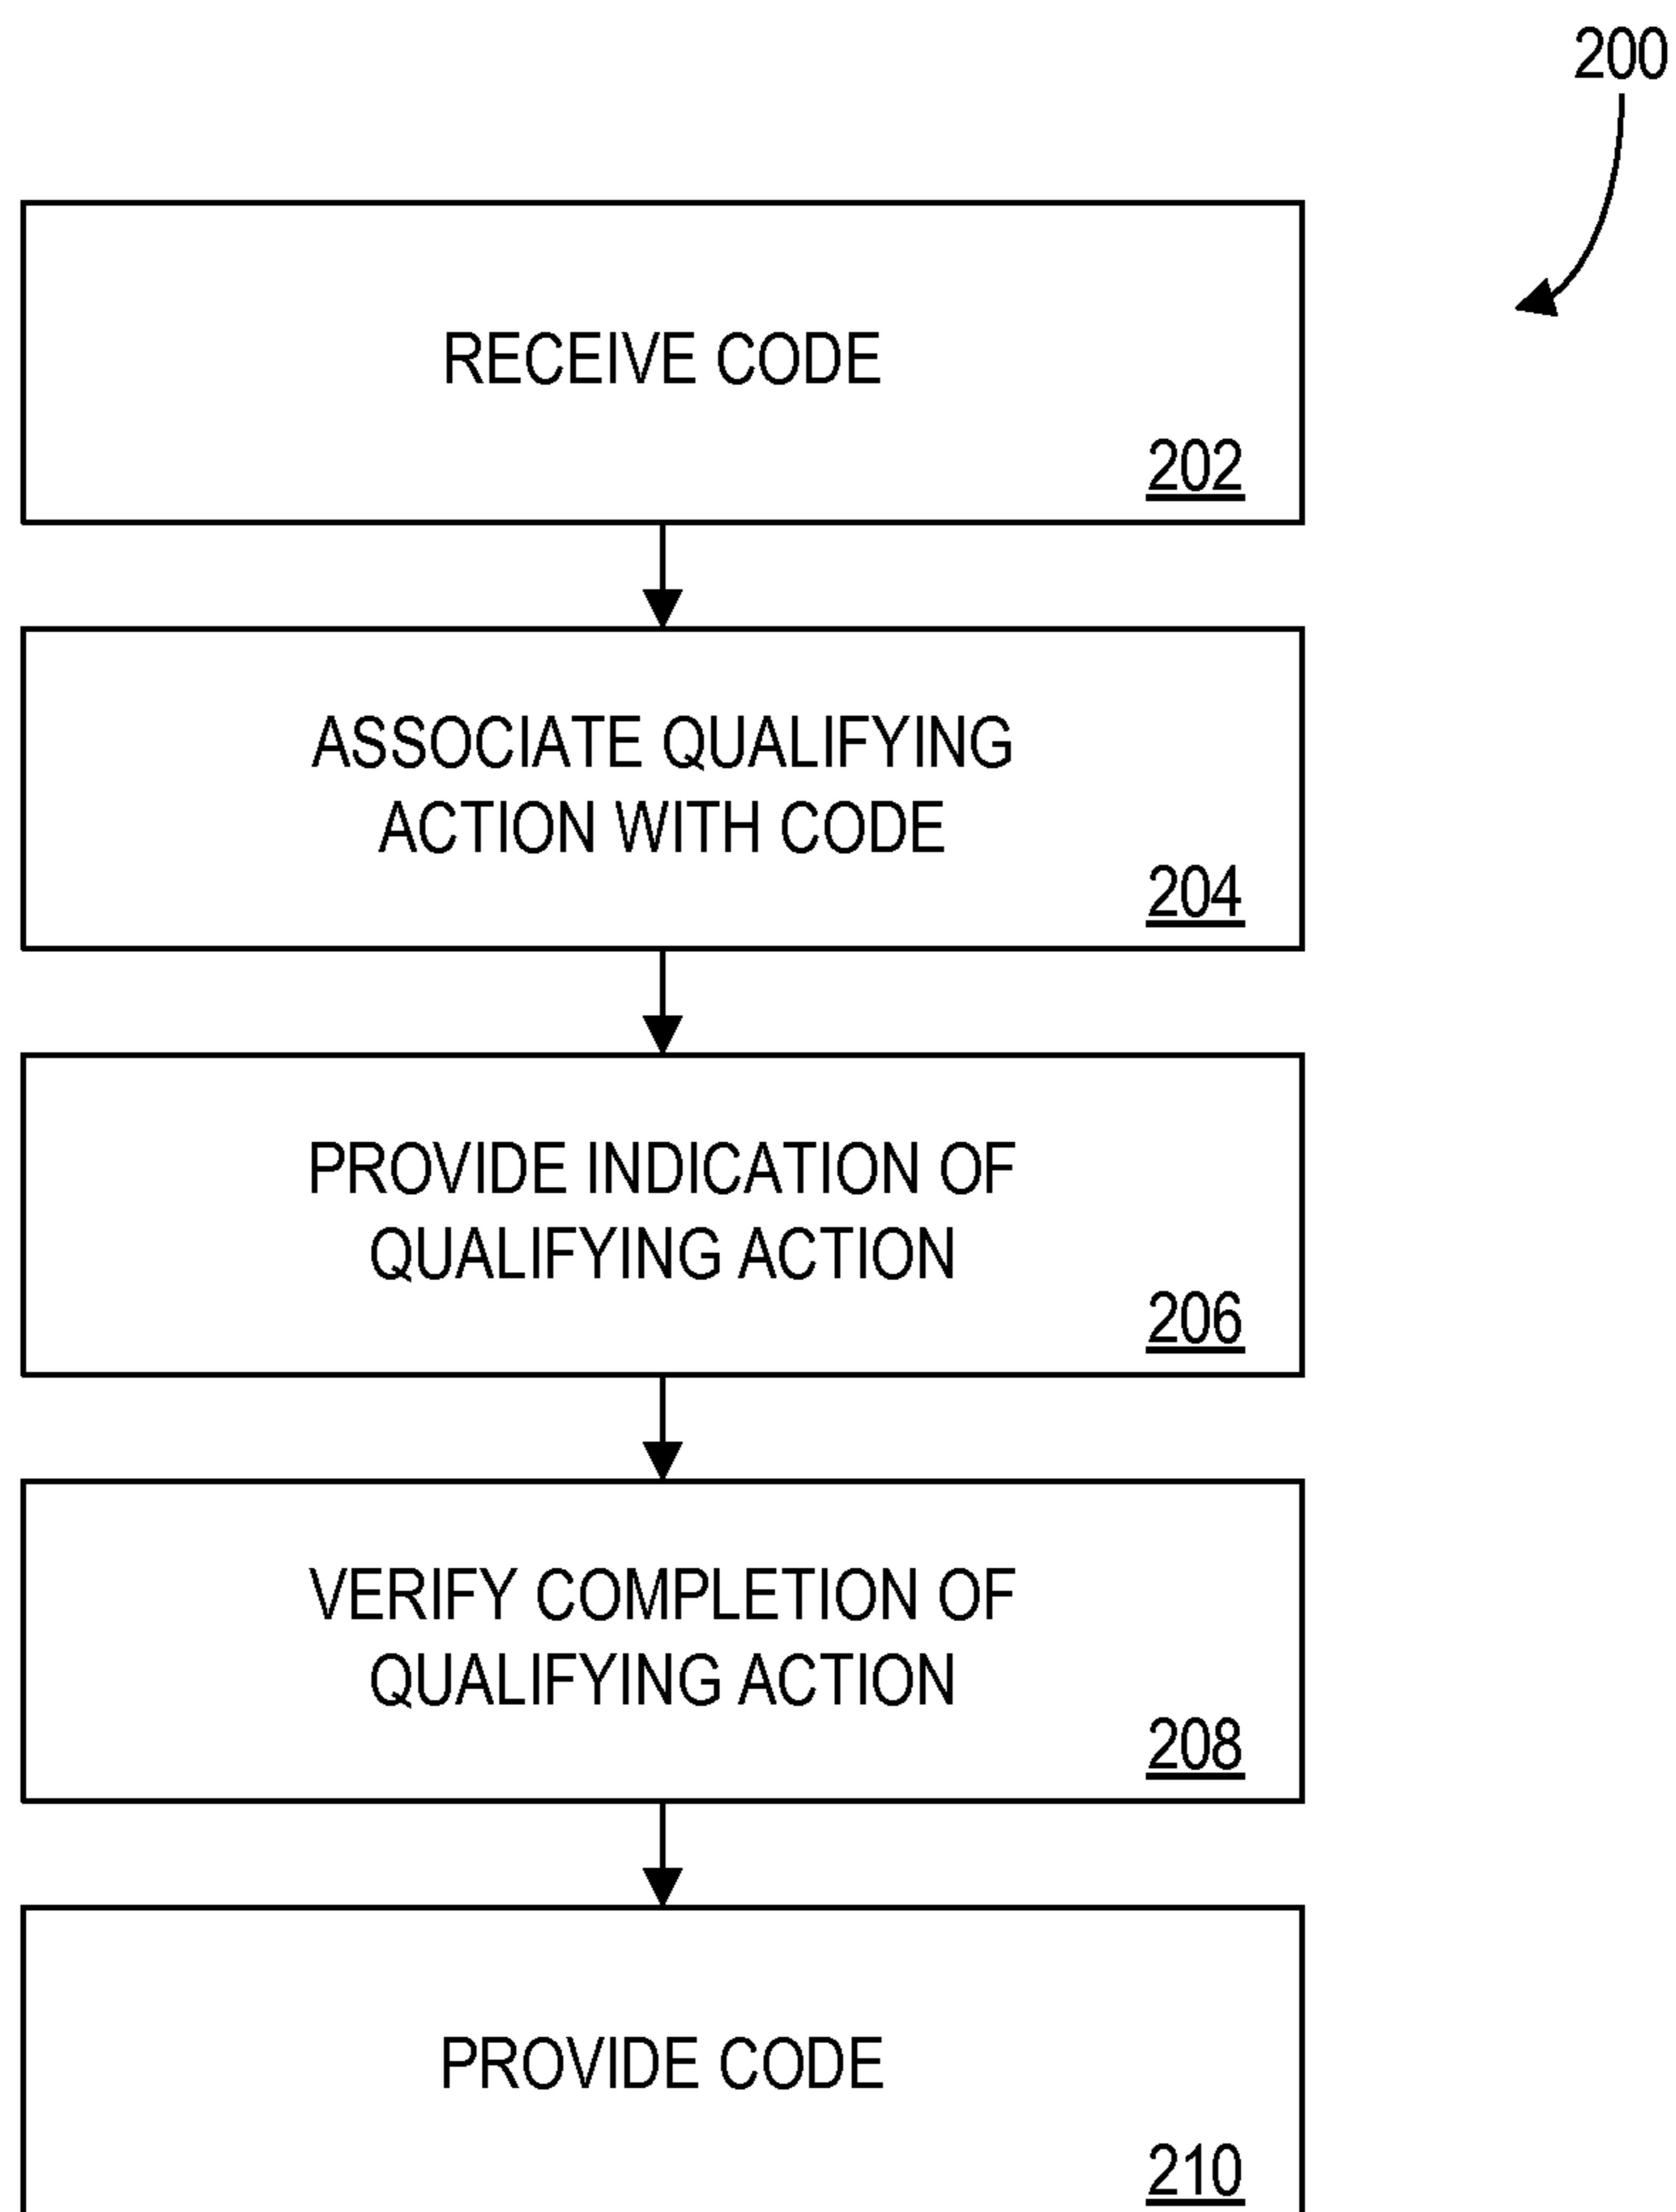 200
RECEIVE CODE
202
ASSOCIATE QUALIFYING
ACTION WITH CODE
204
PROVIDE INDICATION OF
QUALIFYING ACTION
206
VERIFY COMPLETION OF
QUALIFYING ACTION
208
PROVIDE CODE
210